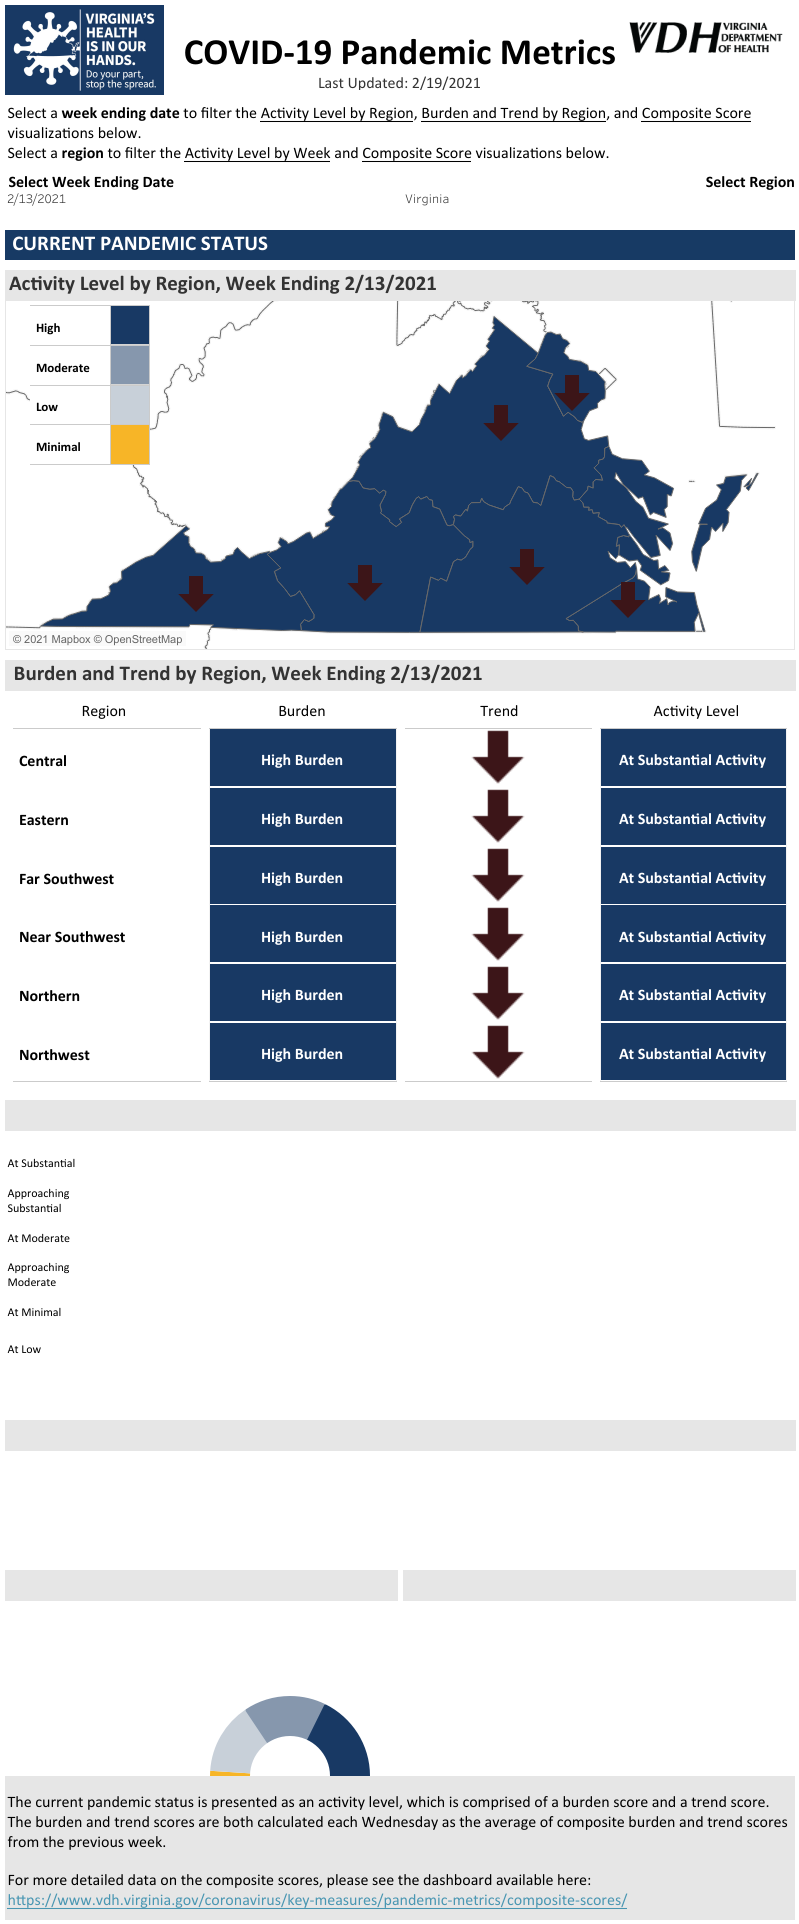 VIRGINIA'S
HEALTH
IS IN OUR
HANDS.
Do your part,
stop the spread.
COVID-19 Pandemic Metrics
Last Updated: 2/19/2021
VDH VIRGINIA
DEPARTMENT
OF HEALTH
Select a week ending date to filter the Activity Level by Region, Burden and Trend by Region, and Composite Score
visualizations below.
Select a region to filter the Activity Level by Week and Composite Score visualizations below.
Select Week Ending Date
Select Region
2/13/2021
Virginia
CURRENT PANDEMIC STATUS
Activity Level by Region, Week Ending 2/13/2021
High
Moderate
Low
Minimal
© 2021 Mapbox © OpenStreetMap
Burden and Trend by Region, Week Ending 2/13/2021
Region Burden Trend Activity Level
Central High Burden At Substantial Activity
Eastern High Burden At Substantial Activity
Far Southwest High Burden At Substantial Activity
Near Southwest High Burden At Substantial Activity
Northern High Burden At Substantial Activity
Northwest High Burden At Substantial Activity
At Substantial
Approaching
Substantial
At Moderate
Approaching
Moderate
At Minimal
At Low
The current pandemic status is presented as an activity level, which is comprised of a burden score and a trend score.
The burden and trend scores are both calculated each Wednesday as the average of composite burden and trend scores
from the previous week.
For more detailed data on the composite scores, please see the dashboard available here:
https://www.vdh.virginia.gov/coronavirus/key-measures/pandemic-metrics/composite-scores/